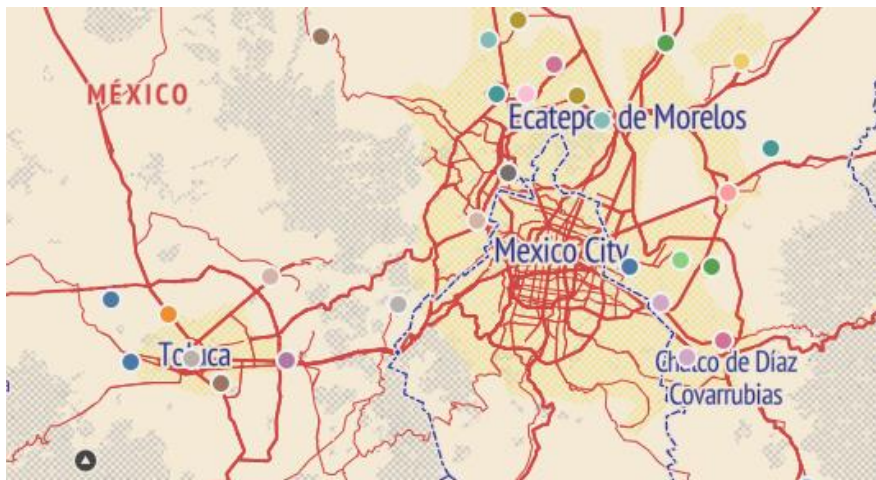 MÉXICO
Ecatepec de Morelos
Mexico City
Toluca
Chalco de Díaz
Covarrubias